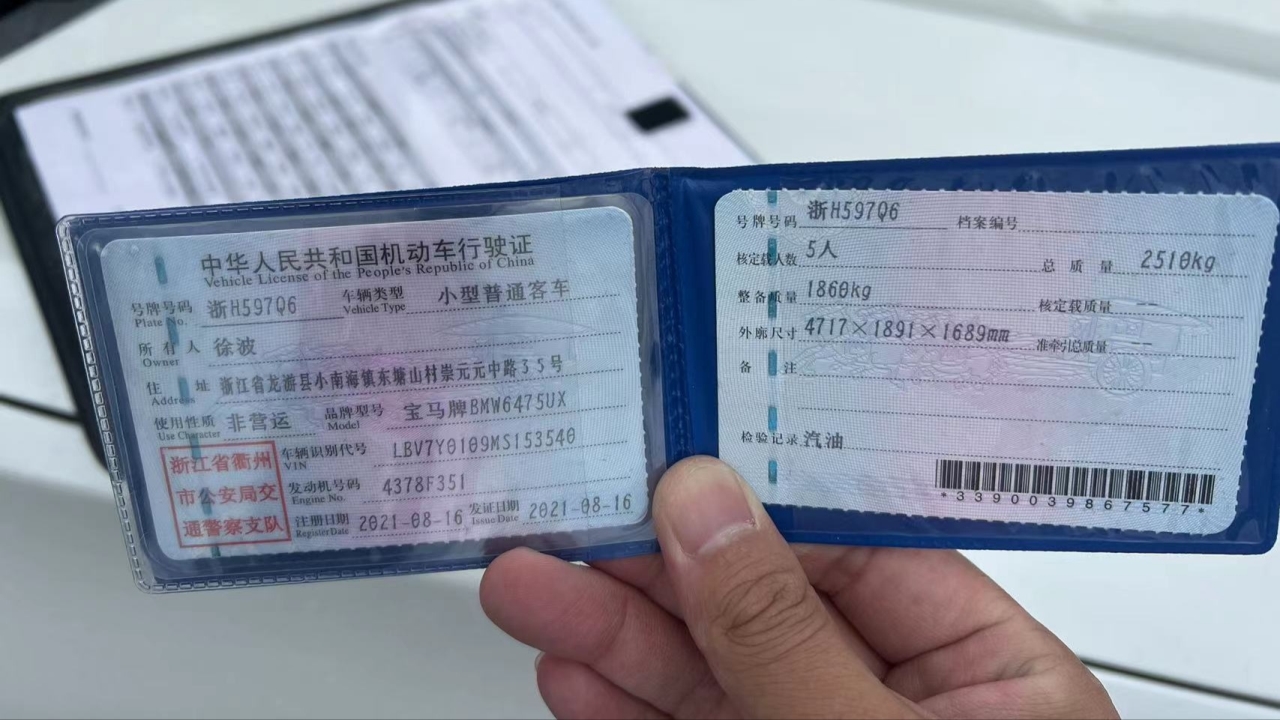 中华人民共和国机动车行驶证
Vehicle License of the People's Republic of China
号牌号码 浙H597Q6 车辆类型 小型普通客车
Plate No. Vehicle Type
所有人 徐波
Owner
住址 浙江省龙游县小南海镇东塘山村崇元元中路35号
Address
使用性质 非营运 品牌型号 宝马牌BMW6475UX
Use Character Model
浙江省衢州
市公安局交
通警察支队
车辆识别代号 LBV7Y0109MS153540
VIN
发动机号码 4378F351
Engine No.
注册日期 2021-08-16 发证日期 2021-08-16
Register Date Issue Date
号牌号码 浙H597Q6 档案编号
核定载人数 5人 总质量 2510kg
整备质量 1860kg 核定载质量
外廓尺寸 4717×1891×1689mm 准牵引总质量
备注
检验记录 汽油
*3390039867577*